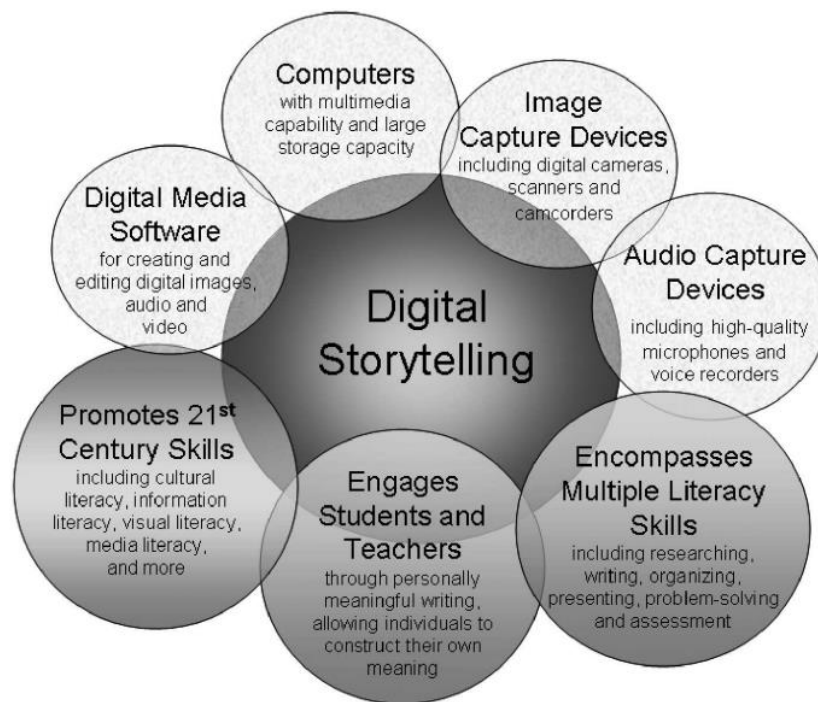 Computers
with multimedia
capability and large
storage capacity
Image
Capture Devices
including digital cameras,
scanners and
camcorders
Digital Media
Software
for creating and
editing digital images,
audio and
video
Audio Capture
Devices
including high-quality
microphones and
voice recorders
Digital
Storytelling
Promotes 21st
Century Skills
including cultural
literacy, information
literacy, visual literacy,
media literacy,
and more
Engages
Students and
Teachers
through personally
meaningful writing,
allowing individuals to
construct their own
meaning
Encompasses
Multiple Literacy
Skills
including researching,
writing, organizing,
presenting, problem-solving
and assessment